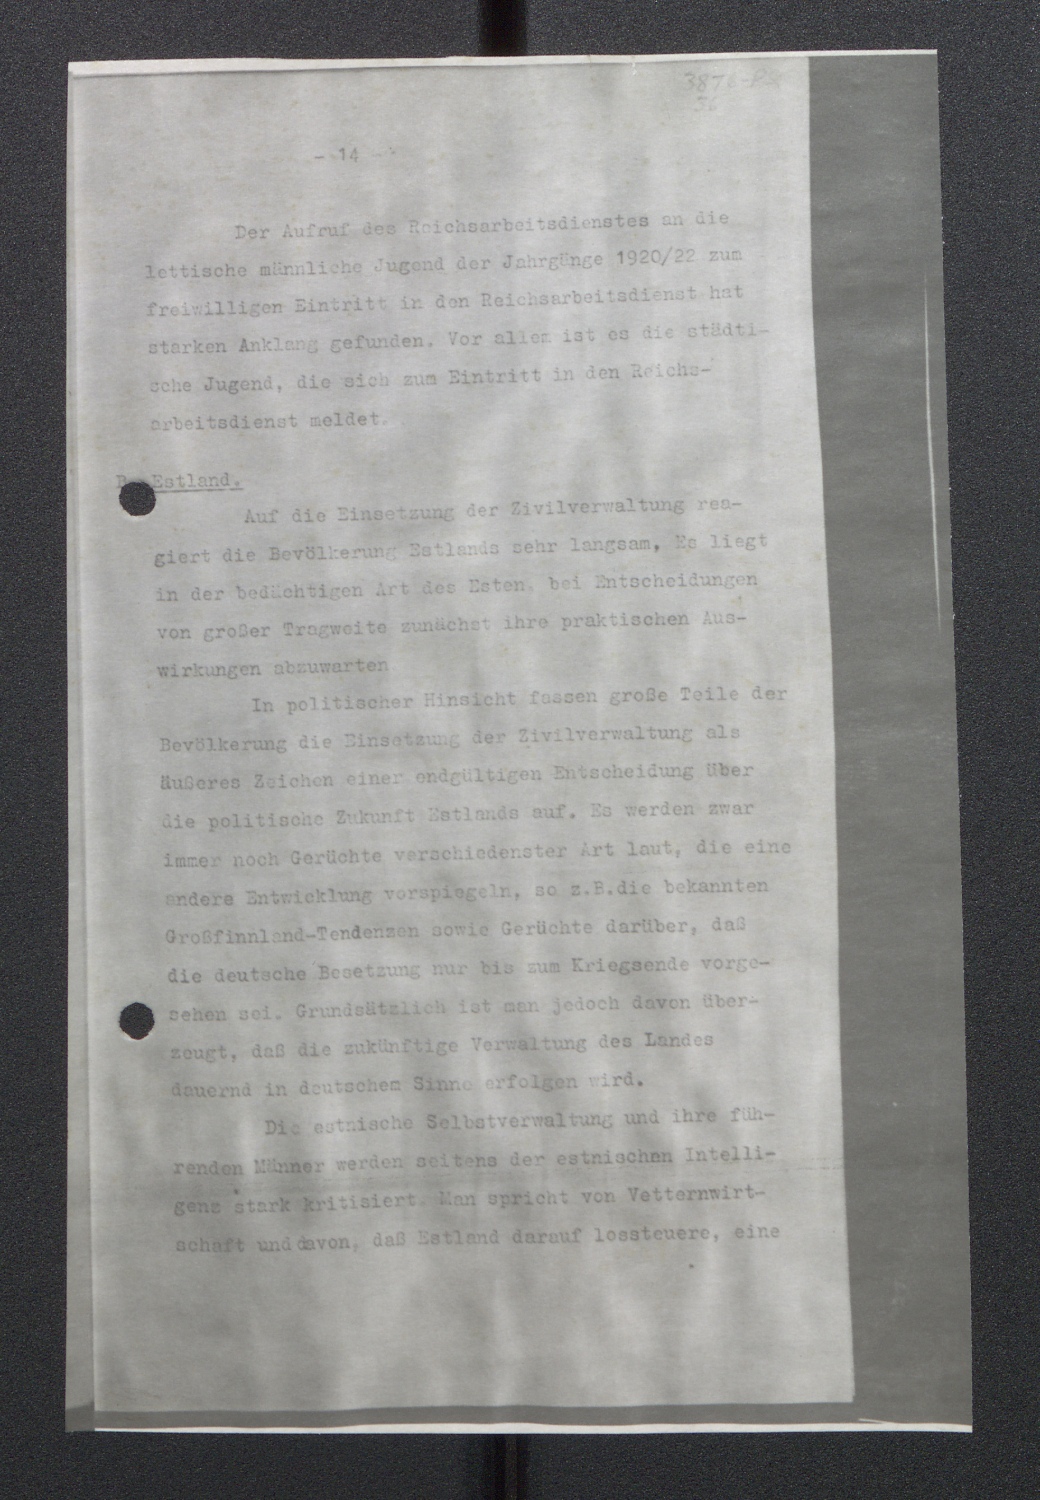 - 14 -
Der Aufruf des Reichsarbeitsdienstes an die
lettische männliche Jugend der Jahrgänge 1920/22 zum
freiwilligen Eintritt in den Reichsarbeitsdienst hat
starken Anklang gefunden. Vor allem ist es die städti-
sche Jugend, die sich zum Eintritt in den Reichs-
arbeitsdienst meldet.
Estland.
Auf die Einsetzung der Zivilverwaltung rea-
giert die Bevölkerung Estlands sehr langsam, Es liegt
in der bedächtigen Art des Esten, bei Entscheidungen
von großer Tragweite zunächst ihre praktischen Aus-
wirkungen abzuwarten
In politischer Hinsicht fassen große Teile der
Bevölkerung die Einsetzung der Zivilverwaltung als
äußeres Zeichen einer endgültigen Entscheidung über
die politische Zukunft Estlands auf. Es werden zwar
immer noch Gerüchte verschiedenster Art laut, die eine
andere Entwicklung vorspiegeln, so z.B.die bekannten
Großfinnland-Tendenzen sowie Gerüchte darüber, daß
die deutsche Besetzung nur bis zum Kriegsende vorge-
sehen sei. Grundsätzlich ist man jedoch davon über-
zeugt, daß die zukünftige Verwaltung des Landes
dauernd in deutschem Sinne erfolgen wird.
Die estnische Selbstverwaltung und ihre füh-
renden Männer werden seitens der estnischen Intelli-
genz stark kritisiert. Man spricht von Vetternwirt-
schaft und davon, daß Estland darauf lossteuere, eine